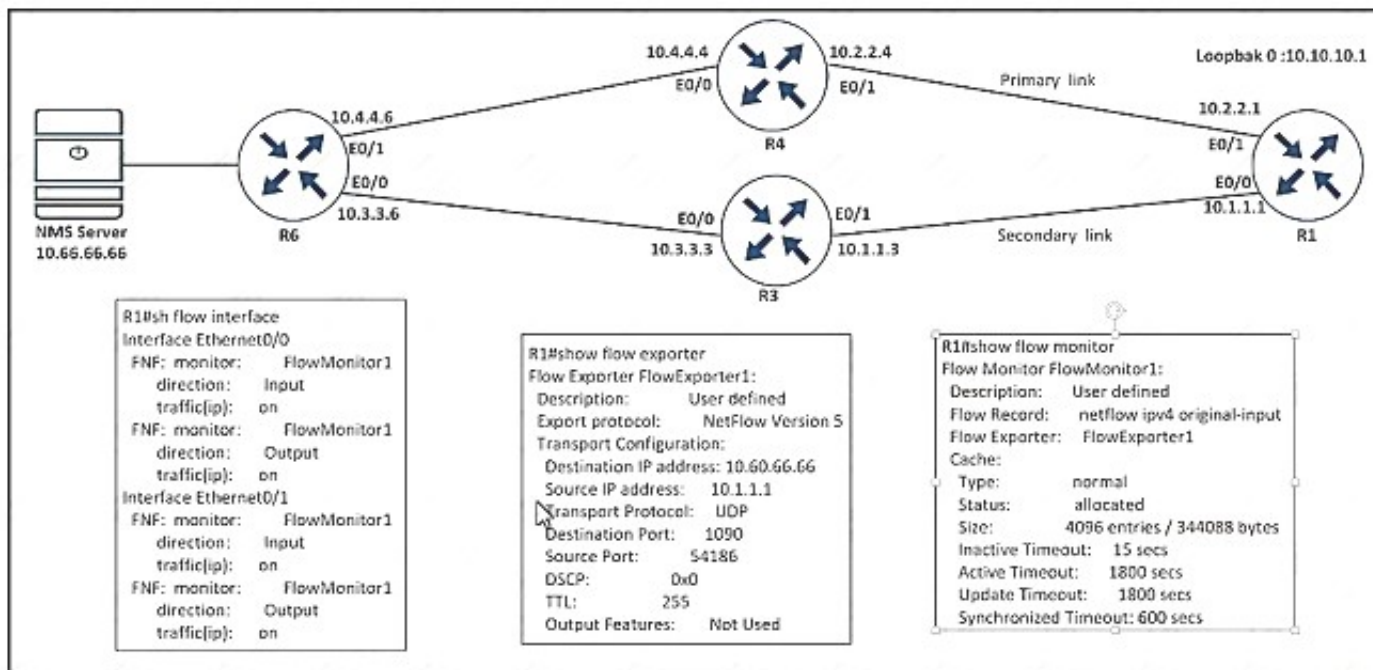 10.4.4.4
10.2.2.4
Loopbak 0 :10.10.10.1
E0/0
E0/1
Primary link
10.4.4.6
10.2.2.1
E0/1
R4
E0/1
E0/0
E0/0
10.3.3.6
E0/0
E0/1
10.1.1.1
NMS Server
R6
Secondary link
R1
10.66.66.66
10.3.3.3
10.1.1.3
R3
R1#sh flow interface
Interface Ethernet0/0
FNF: monitor: FlowMonitor1
direction: Input
traffic(ip): on
FNF: monitor: FlowMonitor1
direction: Output
traffic(ip): on
Interface Ethernet0/1
FNF: monitor: FlowMonitor1
direction: Input
traffic(ip): on
FNF: monitor: FlowMonitor1
direction: Output
traffic(ip): on
R1#show flow exporter
Flow Exporter FlowExporter1:
Description: User defined
Export protocol: NetFlow Version 5
Transport Configuration:
Destination IP address: 10.60.66.66
Source IP address: 10.1.1.1
Transport Protocol: UDP
Destination Port: 1090
Source Port: 54186
DSCP: 0x0
TTL: 255
Output Features: Not Used
R1#show flow monitor
Flow Monitor FlowMonitor1:
Description: User defined
Flow Record: netflow ipv4 original-input
Flow Exporter: FlowExporter1
Cache:
Type: normal
Status: allocated
Size: 4096 entries / 344088 bytes
Inactive Timeout: 15 secs
Active Timeout: 1800 secs
Update Timeout: 1800 secs
Synchronized Timeout: 600 secs